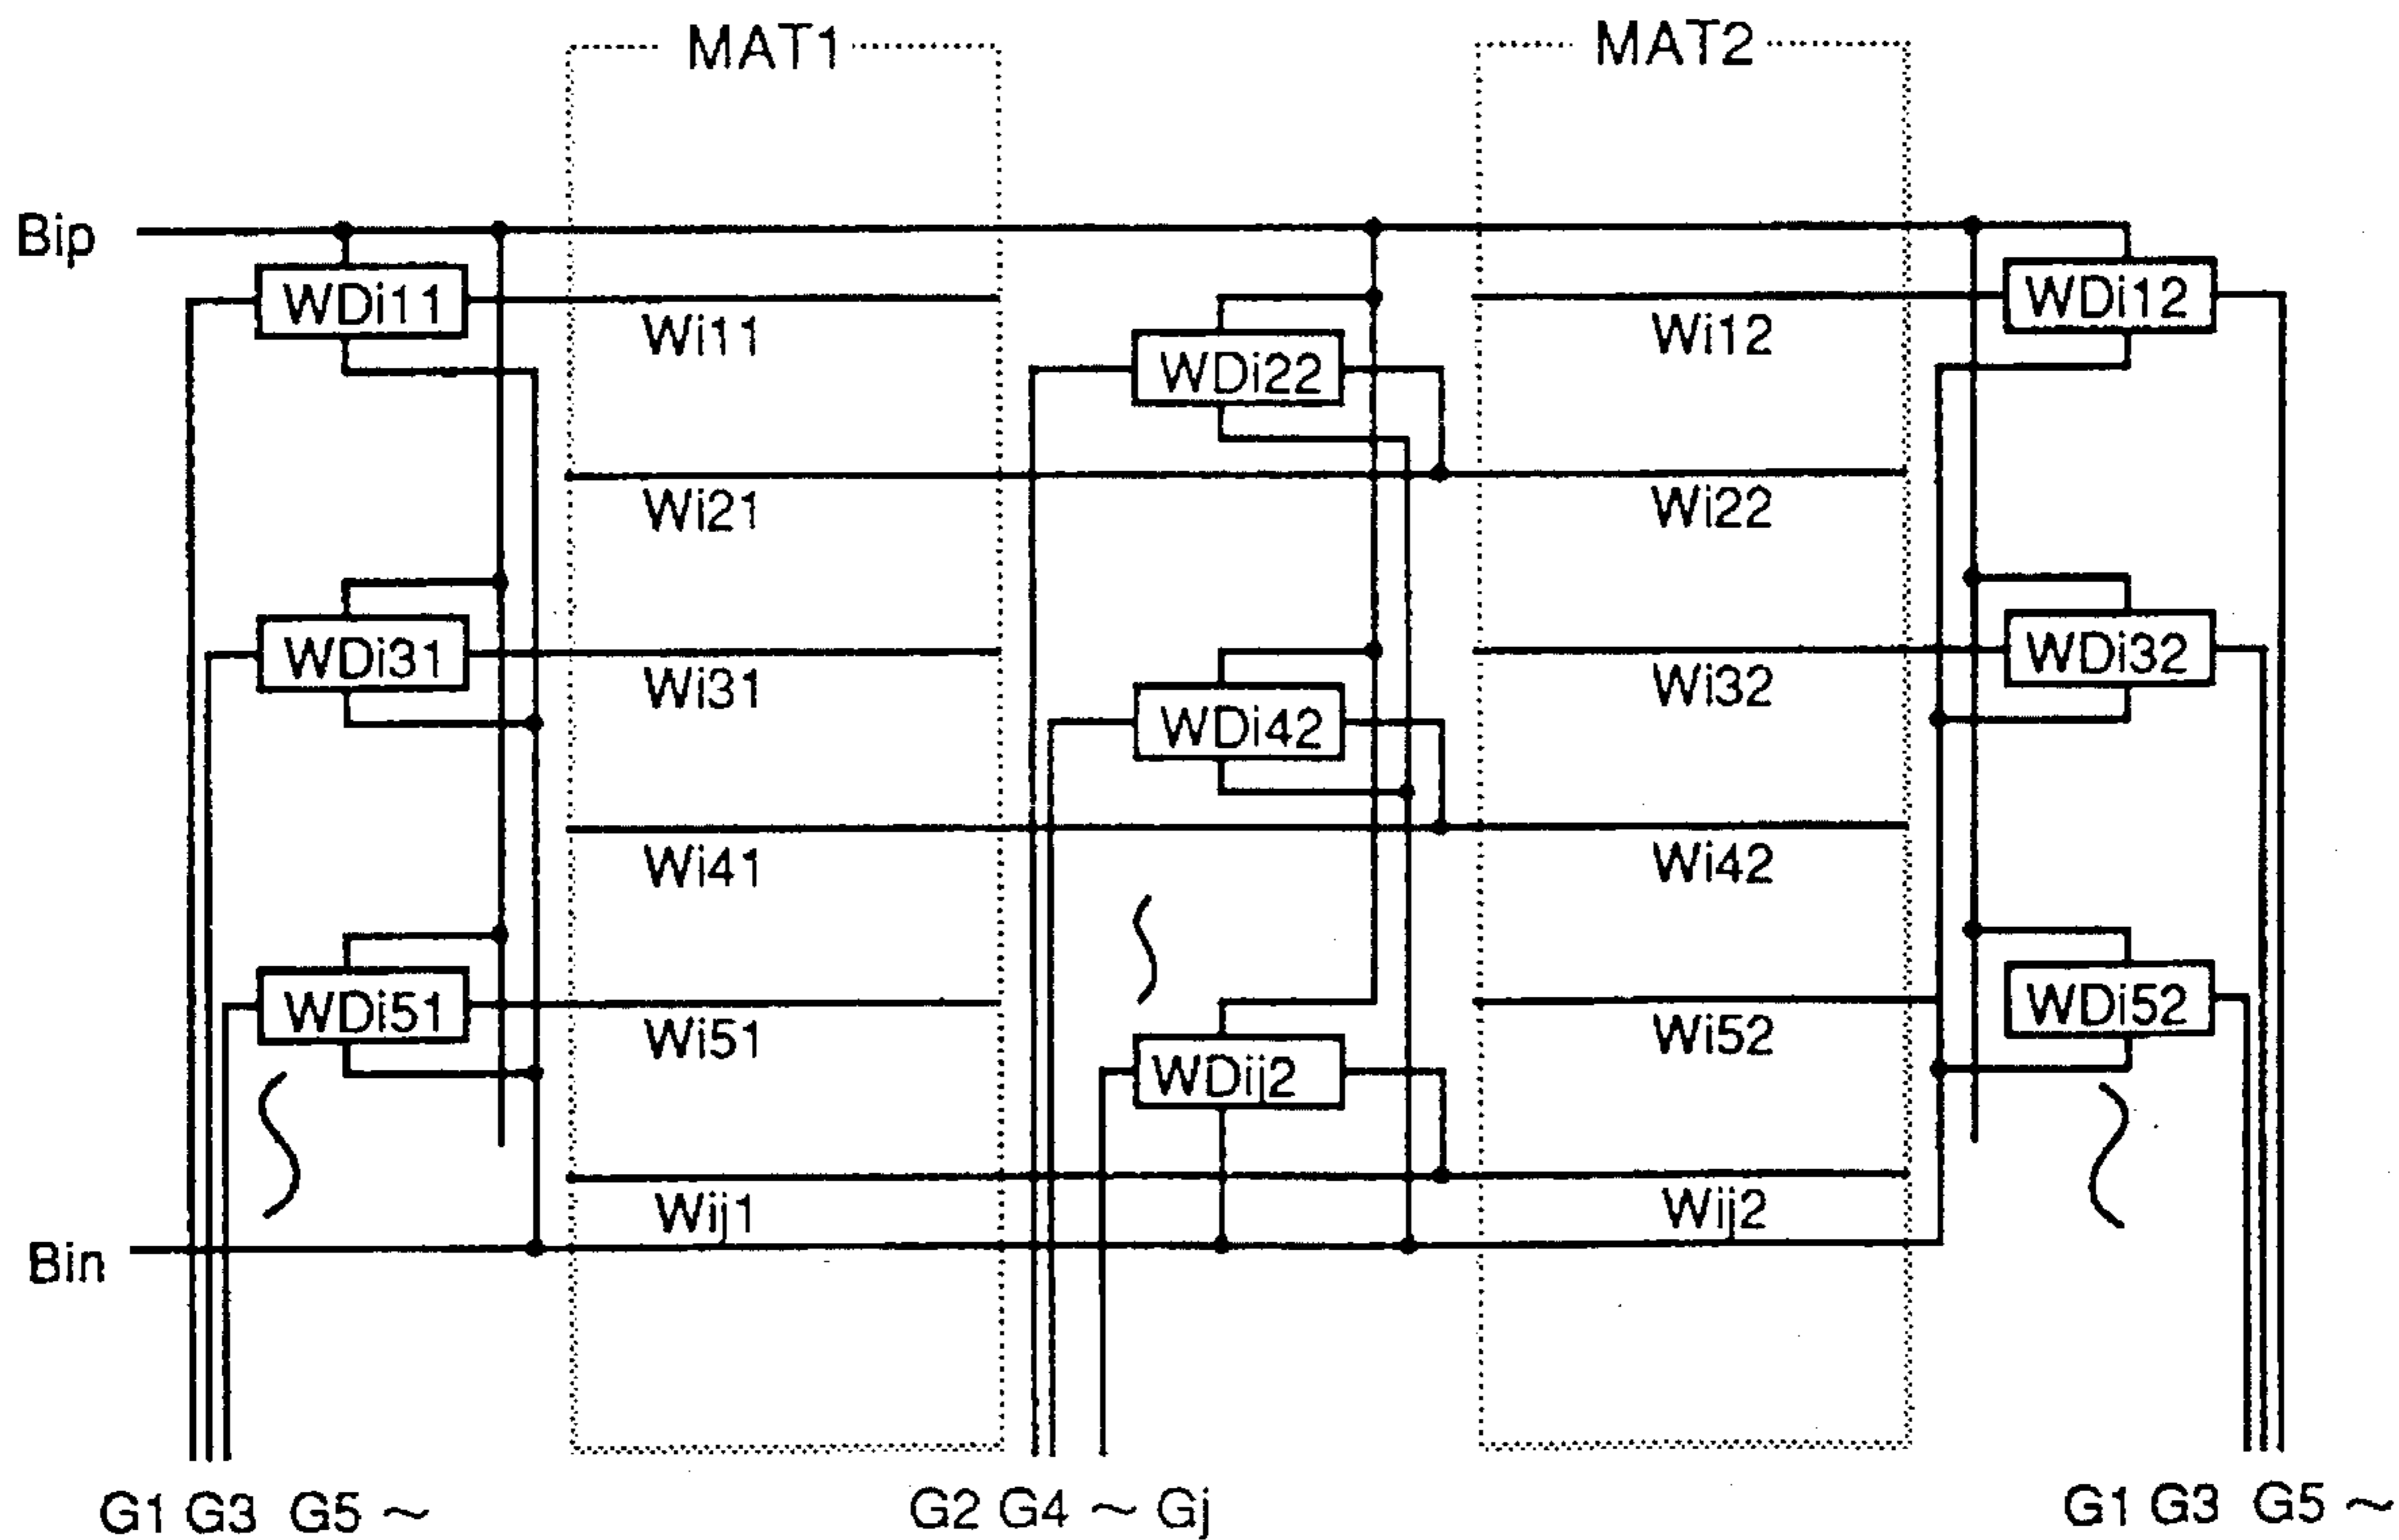 MAT1 MAT2
Bip
WDi11 WDi12
Wi11 Wi12
WDi22
Wi21 Wi22
WDi31 WDi32
Wi31 Wi32
WDi42
Wi41 Wi42
WDi51 WDi52
Wi51 Wi52
WDij2
Wij1 Wij2
Bin
G1 G3 G5 ~ G2 G4 ~ Gj G1 G3 G5 ~